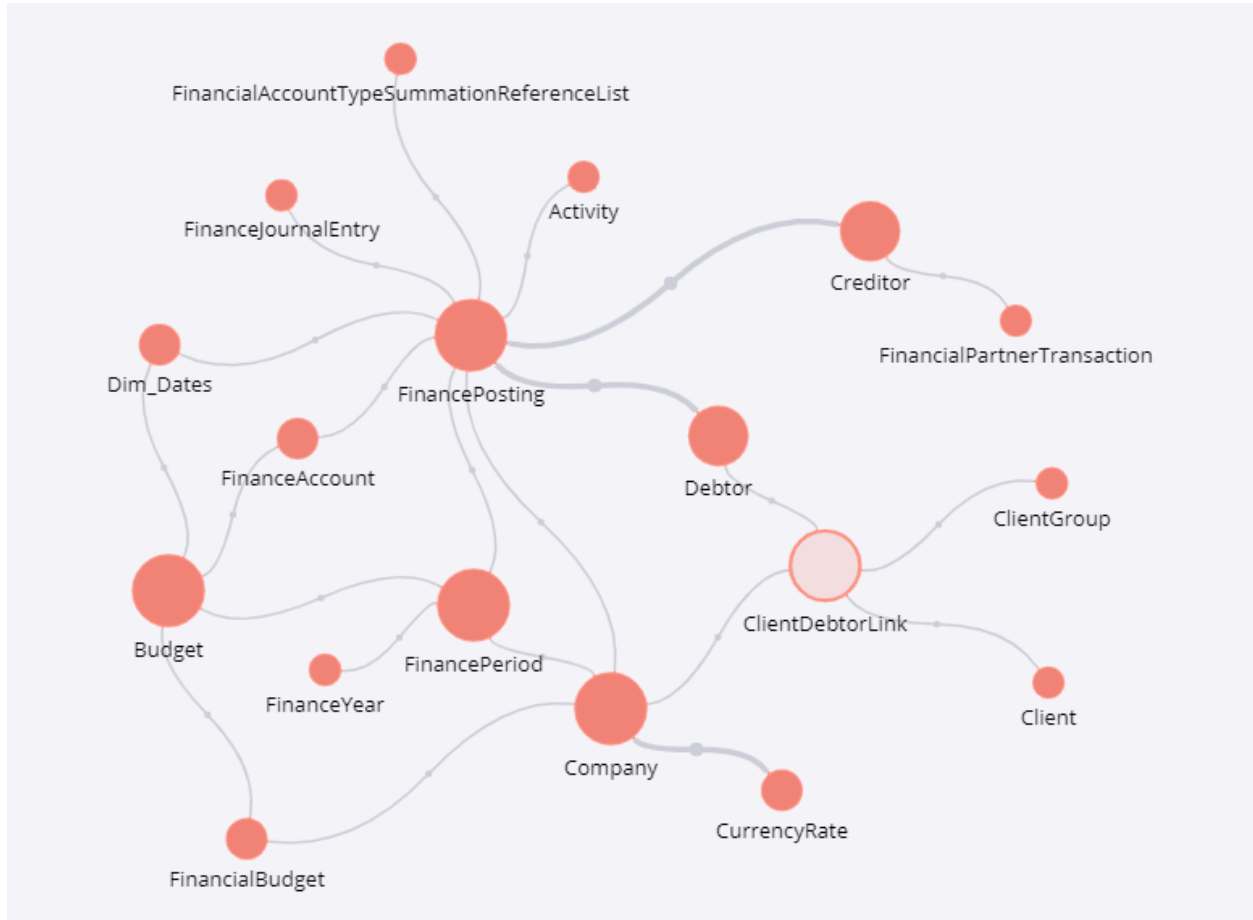 FinancialAccountTypeSummationReferenceList
Activity
FinanceJournalEntry
Creditor
FinancialPartnerTransaction
Dim_Dates
FinancePosting
FinanceAccount
Debtor
ClientGroup
ClientDebtorLink
Budget
FinancePeriod
FinanceYear
Client
Company
CurrencyRate
FinancialBudget